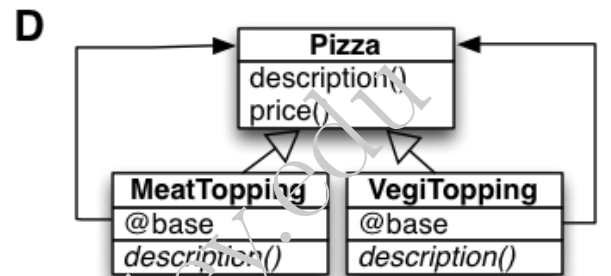 D
Pizza
description()
price()
MeatTopping
@base
description()
VegiTopping
@base
description()